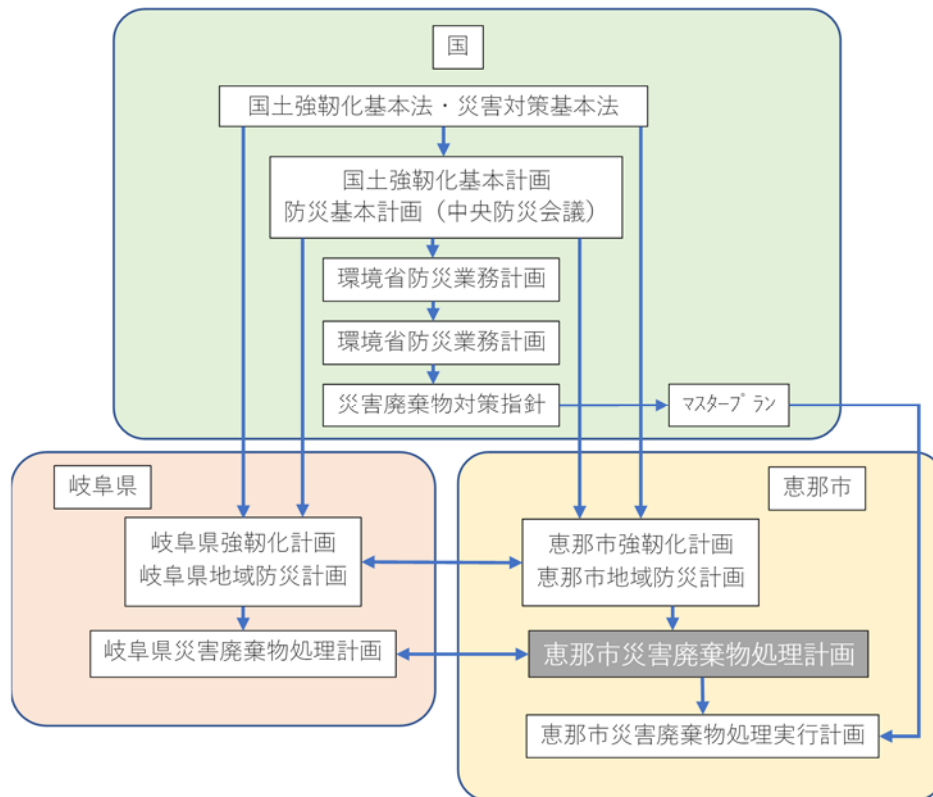 国
国土強靭化基本法・災害対策基本法
国土強靭化基本計画
防災基本計画（中央防災会議）
環境省防災業務計画
環境省防災業務計画
災害廃棄物対策指針
ﾏｽﾀｰﾌﾟﾗﾝ
岐阜県
恵那市
岐阜県強靭化計画
岐阜県地域防災計画
恵那市強靭化計画
恵那市地域防災計画
岐阜県災害廃棄物処理計画
恵那市災害廃棄物処理計画
恵那市災害廃棄物処理実行計画